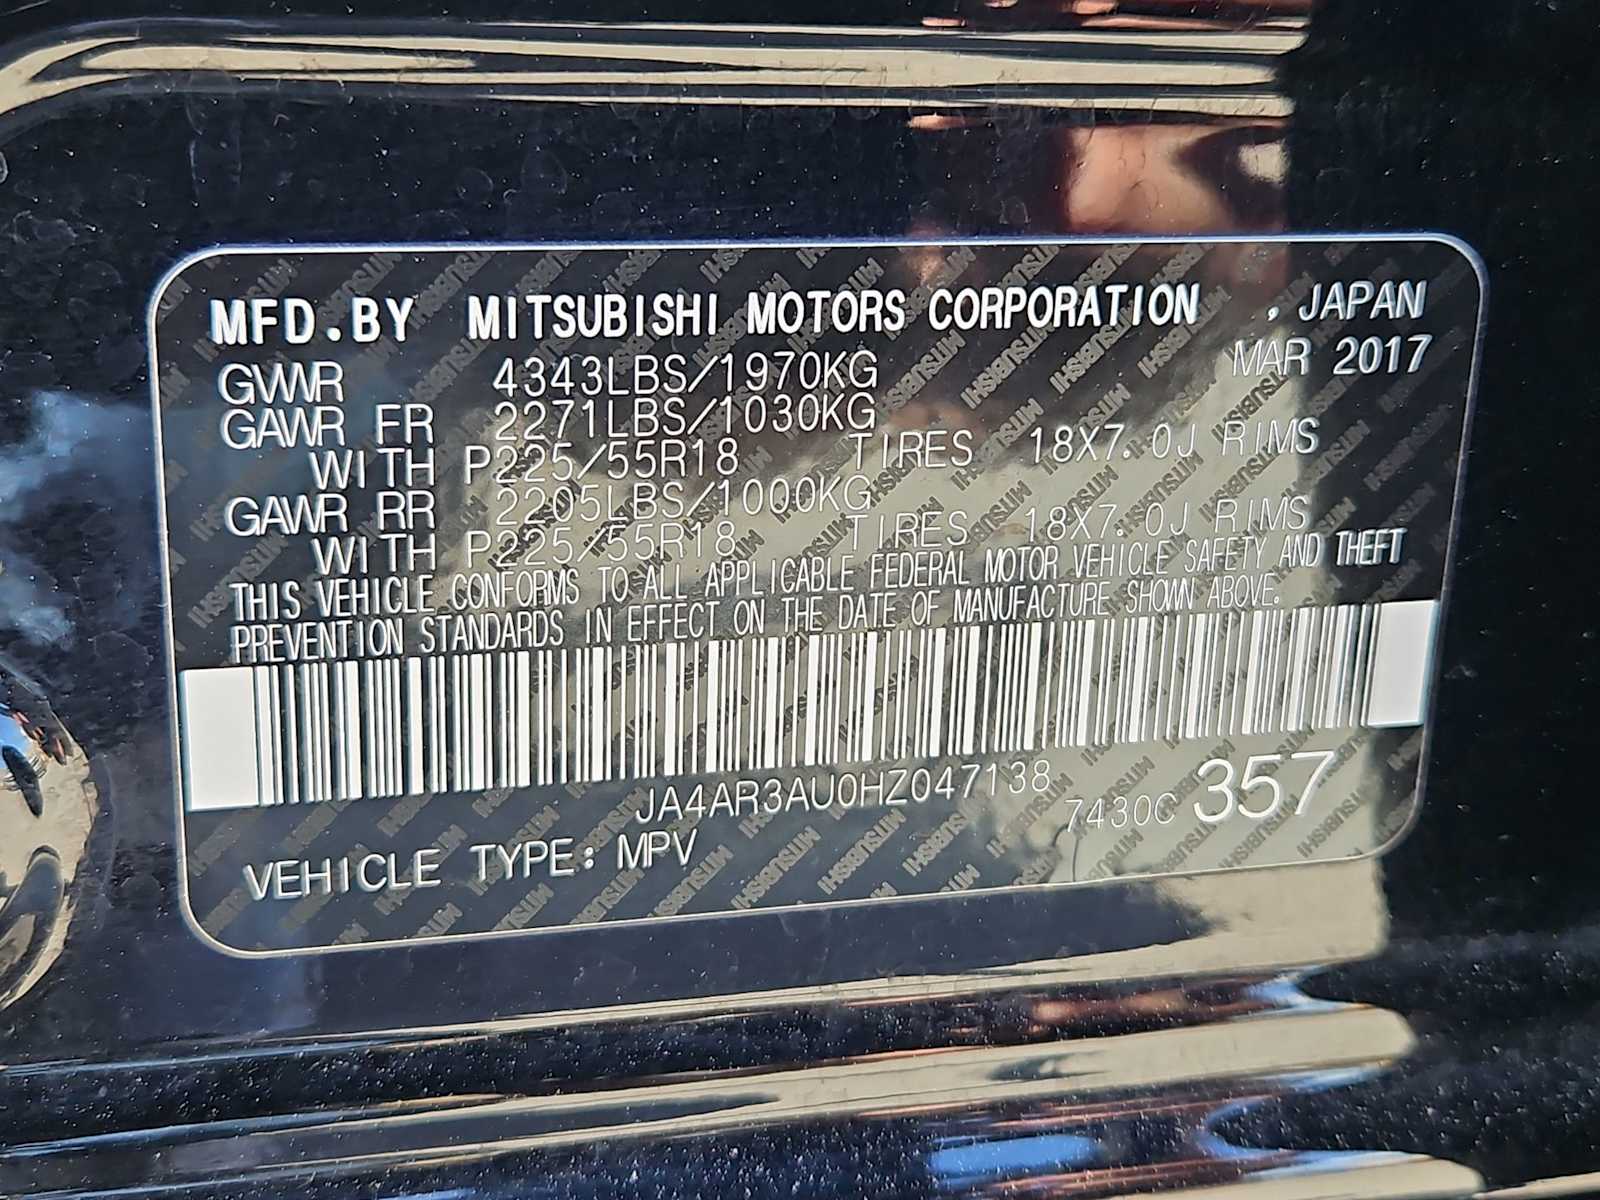 MFD.BY MITSUBISHI MOTORS CORPORATION , JAPAN
MAR 2017
GVWR 4343LBS/1970KG
GAWR FR 2271LBS/1030KG
WITH P225/55R18 TIRES 18X7.0J RIMS
GAWR RR 2205LBS/1000KG
WITH P225/55R18 TIRES 18X7.0J RIMS
THIS VEHICLE CONFORMS TO ALL APPLICABLE FEDERAL MOTOR VEHICLE SAFETY AND THEFT
PREVENTION STANDARDS IN EFFECT ON THE DATE OF MANUFACTURE SHOWN ABOVE.
JA4AR3AU0HZ047138
7430C 357
VEHICLE TYPE: MPV